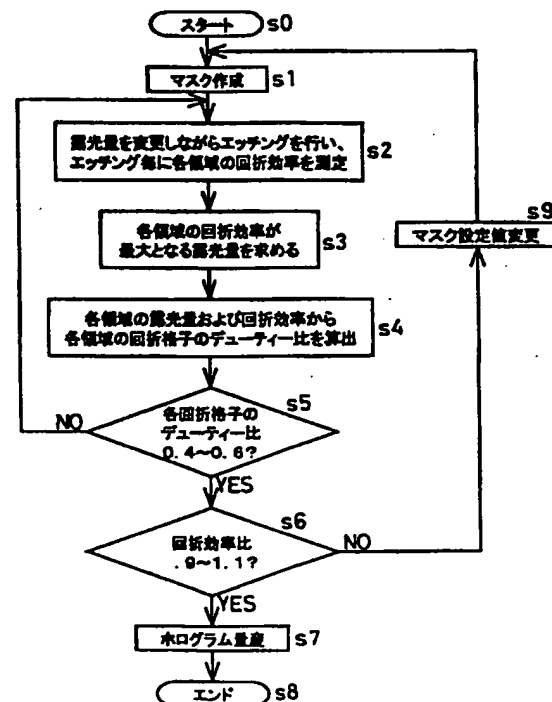 スタート s0
マスク作成 s1
露光量を変更しながらエッチングを行い、
エッチング毎に各領域の回折効率を測定 s2
各領域の回折効率が
最大となる露光量を求める s3
各領域の露光量および回折効率から
各領域の回折格子のデューティー比を算出 s4
各回折格子の
デューティー比
0.4~0.6? s5
NO
YES
回折効率比
.9~1.1? s6
NO
YES
マスク設定値変更 s9
ホログラム量産 s7
エンド s8